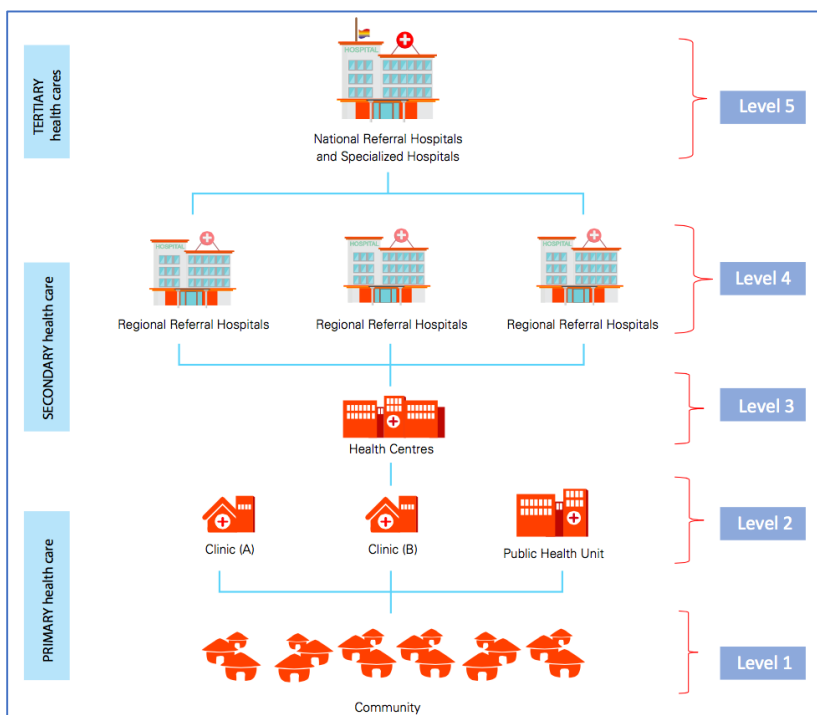 TERTIARY
health cares
HOSPITAL
National Referral Hospitals
and Specialized Hospitals
Level 5
SECONDARY health care
HOSPITAL
HOSPITAL
HOSPITAL
Regional Referral Hospitals
Regional Referral Hospitals
Regional Referral Hospitals
Level 4
Health Centres
Level 3
PRIMARY health care
Clinic (A)
Clinic (B)
Public Health Unit
Level 2
Community
Level 1